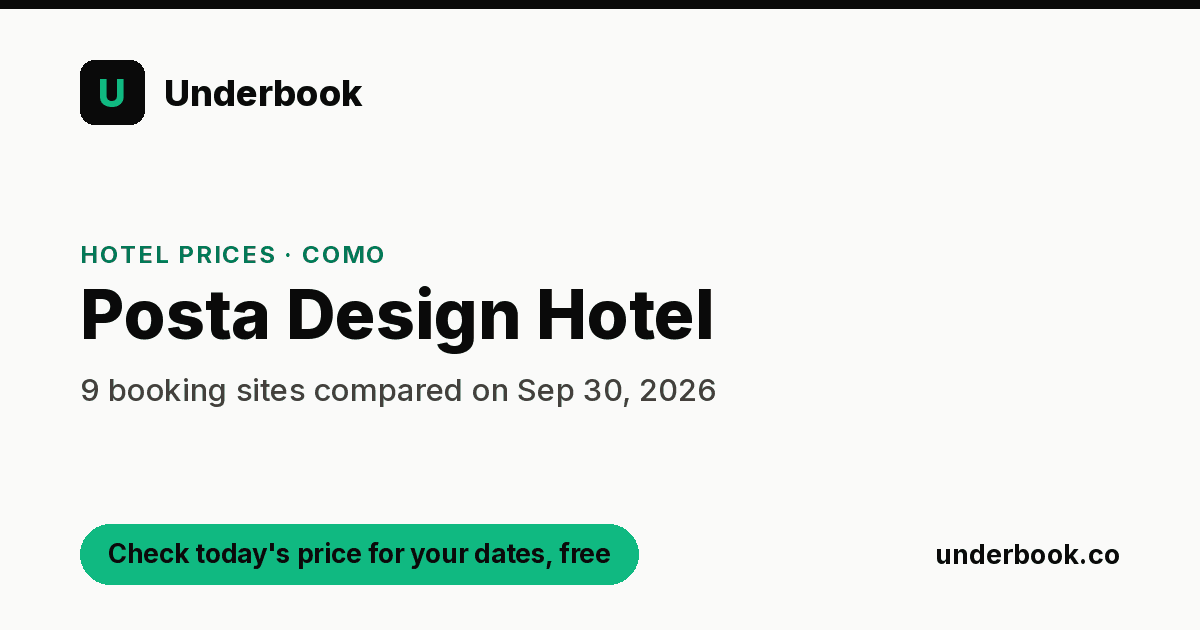 U Underbook
HOTEL PRICES · COMO
Posta Design Hotel
9 booking sites compared on Sep 30, 2026
Check today's price for your dates, free
underbook.co